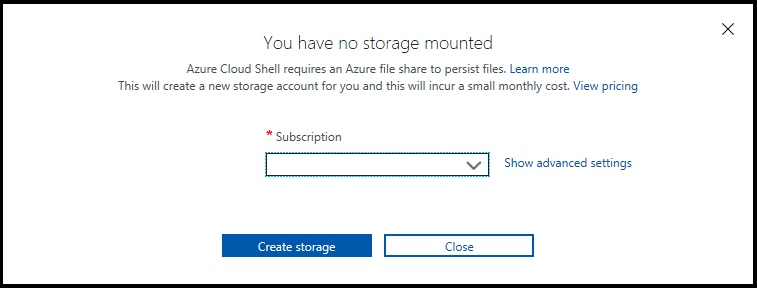 You have no storage mounted
Azure Cloud Shell requires an Azure file share to persist files. Learn more
This will create a new storage account for you and this will incur a small monthly cost. View pricing
* Subscription
Show advanced settings
Create storage
Close